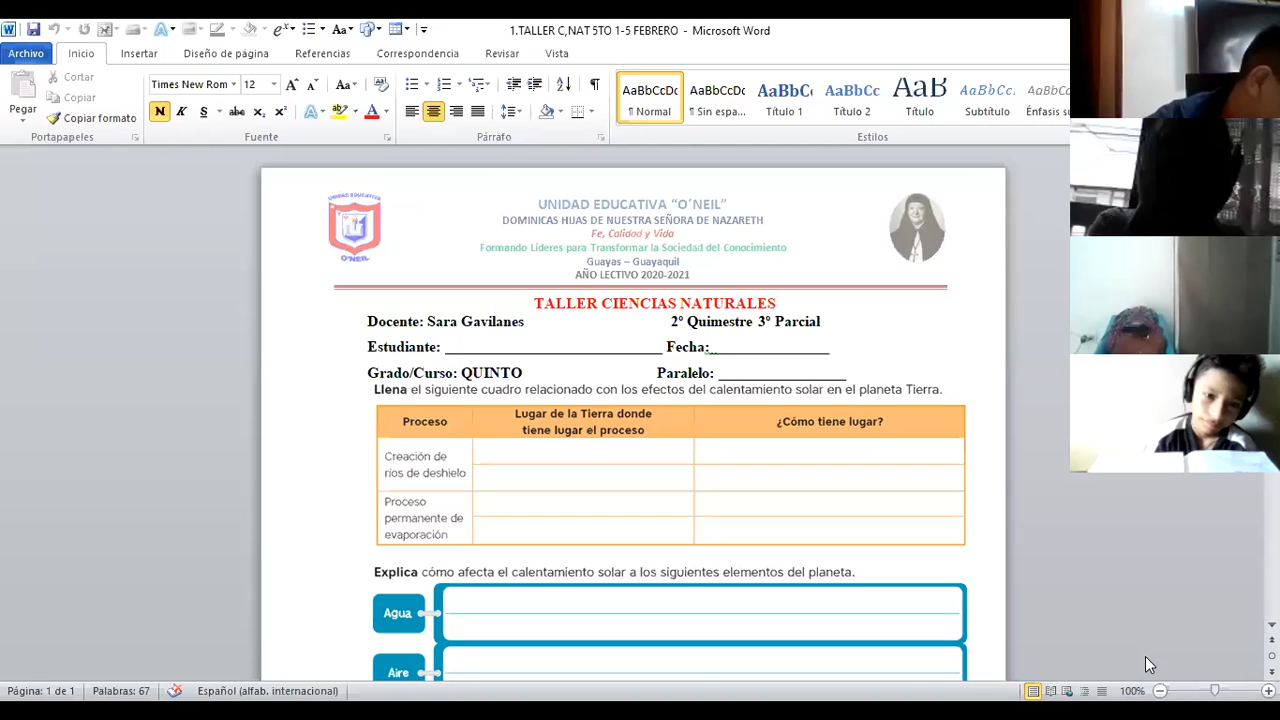 1.TALLER C,NAT 5TO 1-5 FEBRERO - Microsoft Word
Archivo Inicio Insertar Diseño de página Referencias Correspondencia Revisar Vista
Pegar
Cortar
Copiar
Copiar formato
Portapapeles
Times New Rom 12
Fuente
Párrafo
AaBbCcDc AaBbCcDc AaBbC AaBbCc AaB AaBbCc. AaBbCc
¶ Normal ¶ Sin espa... Título 1 Título 2 Título Subtítulo Énfasis su
Estilos
UNIDAD EDUCATIVA
O´NEIL
UNIDAD EDUCATIVA “O´NEIL”
DOMINICAS HIJAS DE NUESTRA SEÑORA DE NAZARETH
Fe, Calidad y Vida
Formando Líderes para Transformar la Sociedad del Conocimiento
Guayas – Guayaquil
AÑO LECTIVO 2020-2021
TALLER CIENCIAS NATURALES
Docente: Sara Gavilanes 2° Quimestre 3° Parcial
Estudiante: ______________________________ Fecha:________________
Grado/Curso: QUINTO Paralelo: _________________
Llena el siguiente cuadro relacionado con los efectos del calentamiento solar en el planeta Tierra.
Proceso
Lugar de la Tierra donde
tiene lugar el proceso
¿Cómo tiene lugar?
Creación de
ríos de deshielo
Proceso
permanente de
evaporación
Explica cómo afecta el calentamiento solar a los siguientes elementos del planeta.
Agua
Aire
Página: 1 de 1 Palabras: 67 Español (alfab. internacional) 100%